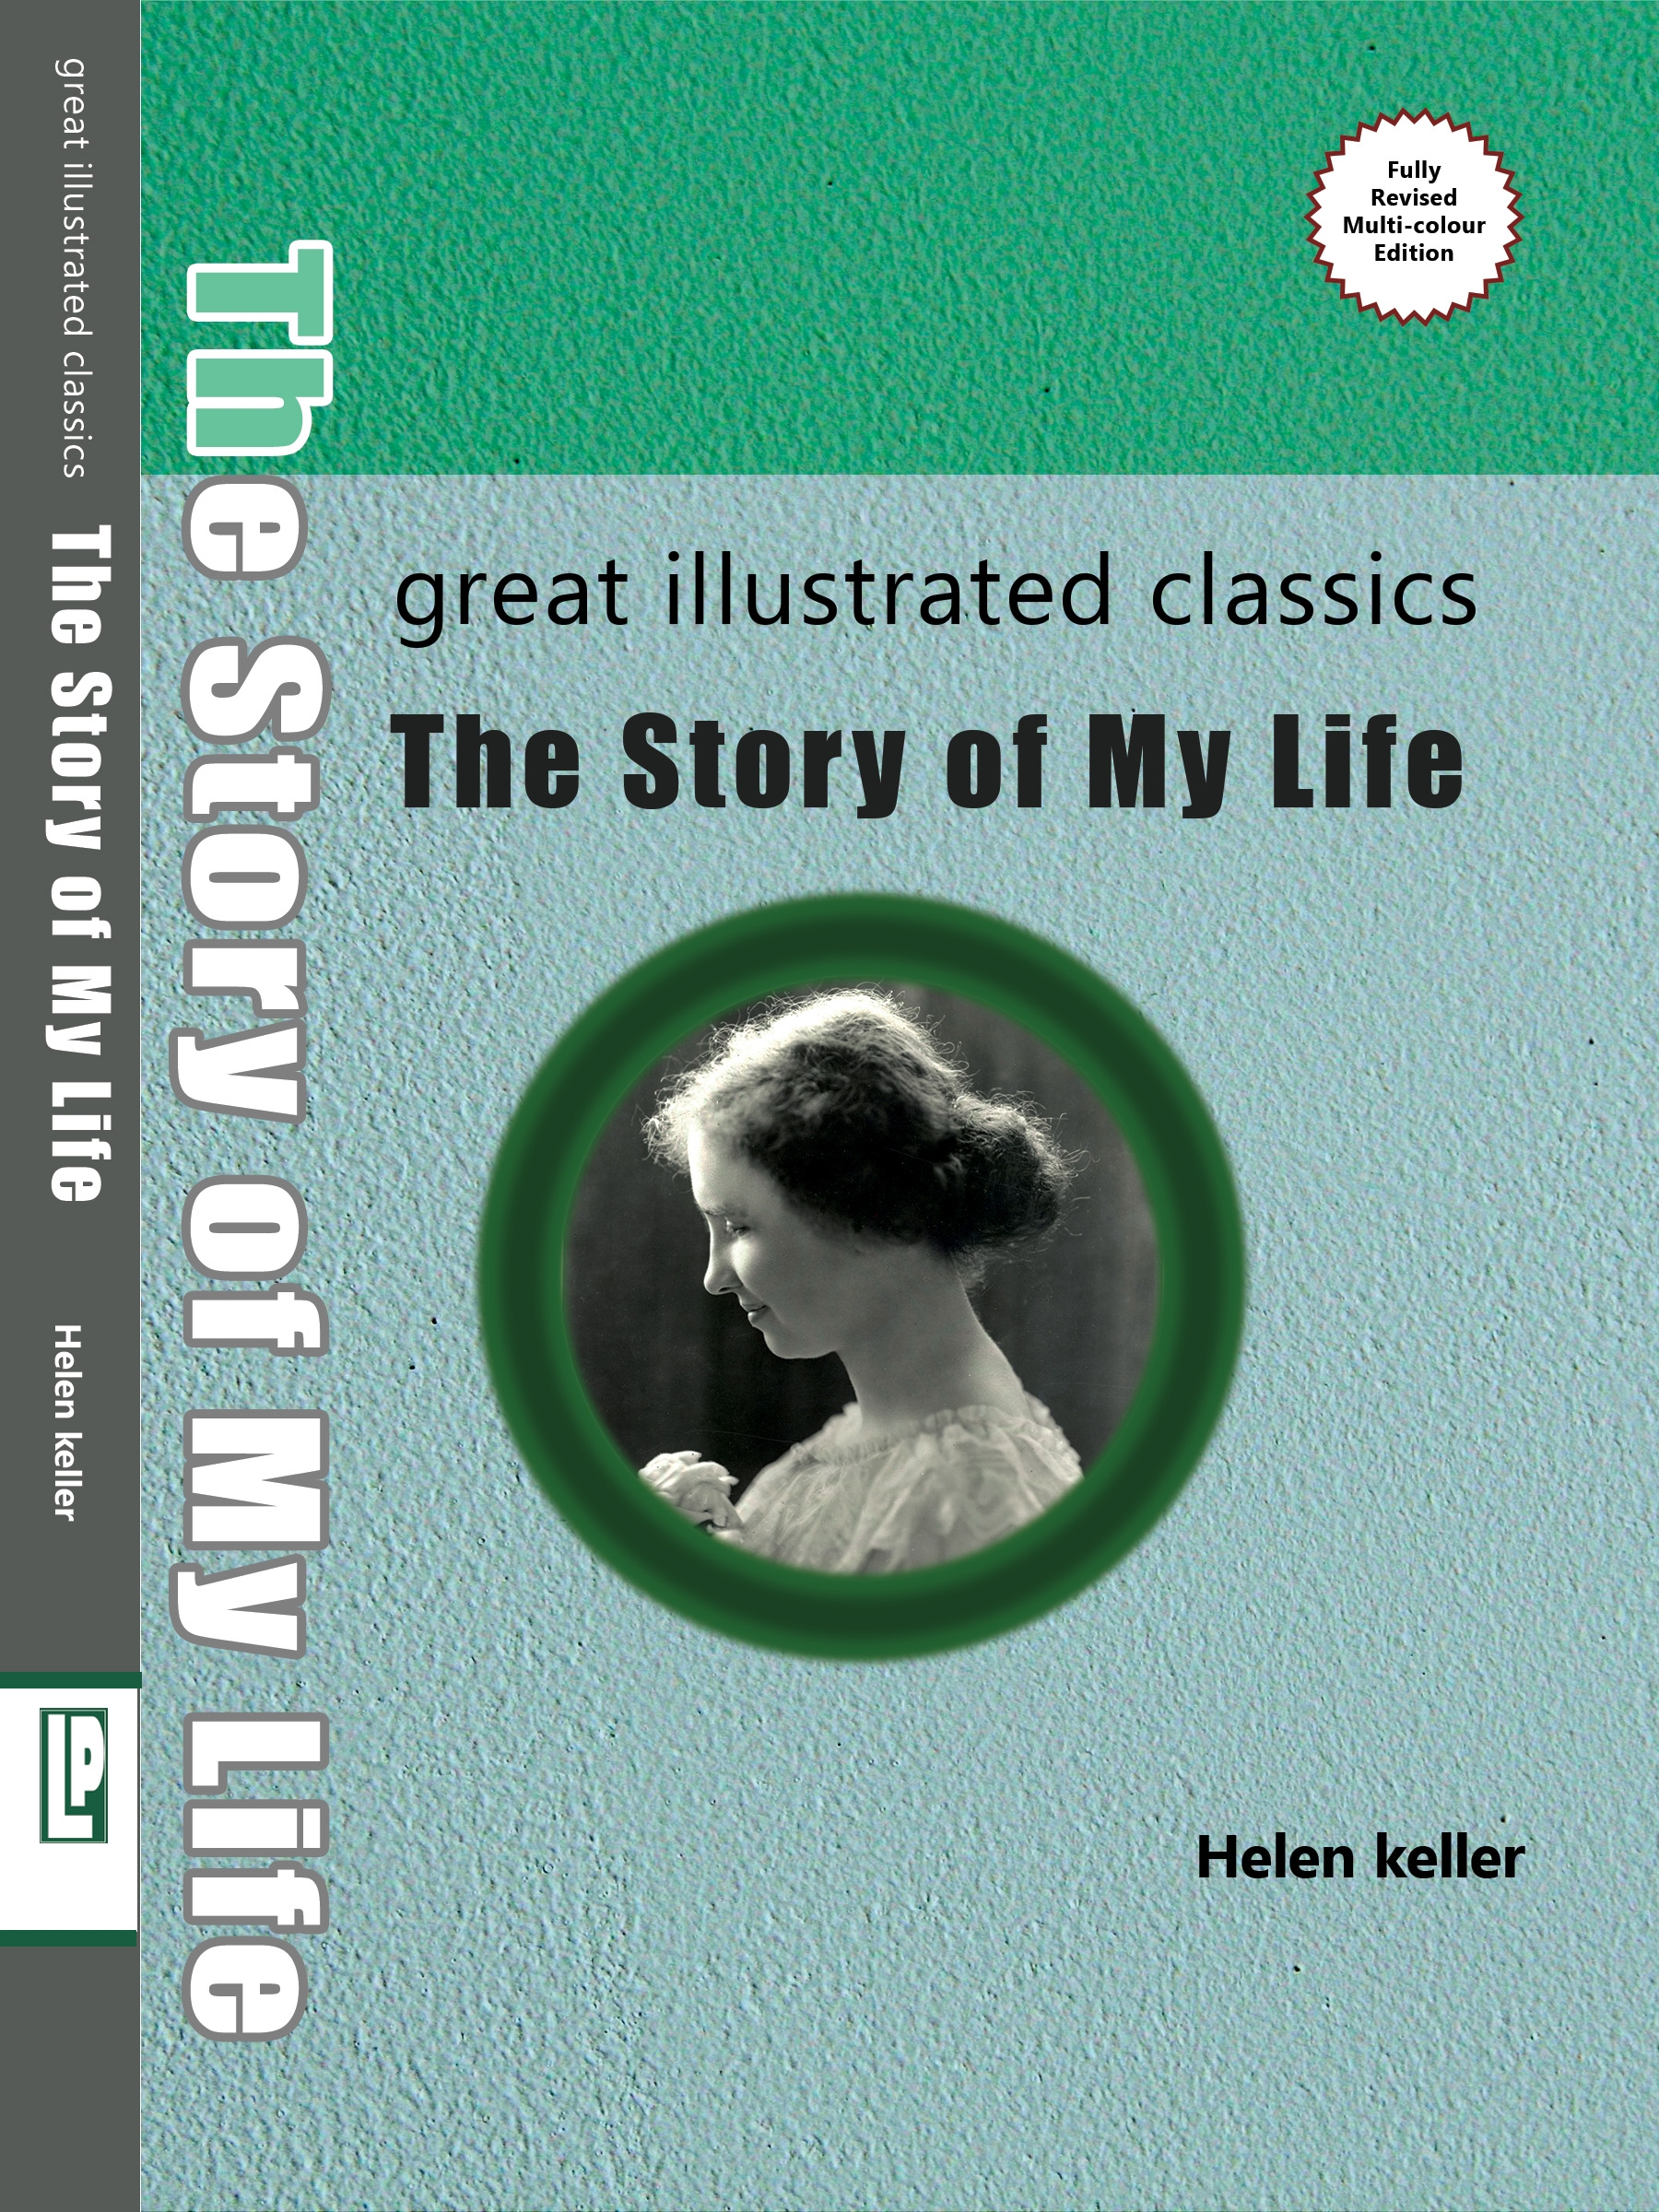 great illustrated classics
The Story of My Life
Helen keller
LPI
The Story of My Life
Fully
Revised
Multi-colour
Edition
great illustrated classics
The Story of My Life
Helen keller